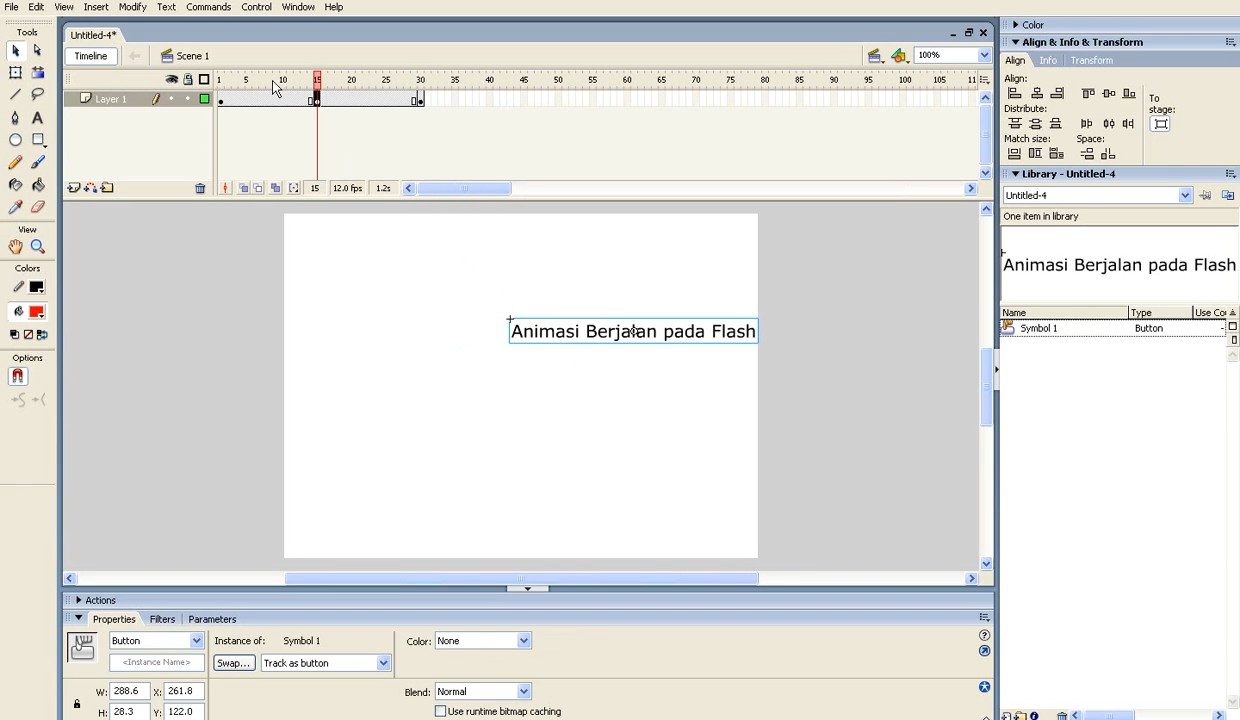 File Edit View Insert Modify Text Commands Control Window Help
Tools
View
Colors
Options
Untitled-4*
Timeline Scene 1 100%
1 5 10 15 20 25 30 35 40 45 50 55 60 65 70 75 80 85 90 95 100 105 11
Layer 1
15 12.0 fps 1.2s
Animasi Berjalan pada Flash
Actions
Properties Filters Parameters
Button Instance of: Symbol 1 Color: None
<Instance Name> Swap... Track as button
W: 288.6 X: 261.8 Blend: Normal
H: 28.3 Y: 122.0 Use runtime bitmap caching
Color
Align & Info & Transform
Align Info Transform
Align:
To
stage:
Distribute:
Match size: Space:
Library - Untitled-4
Untitled-4
One item in library
Animasi Berjalan pada Flash
Name Type Use Cou
Symbol 1 Button -